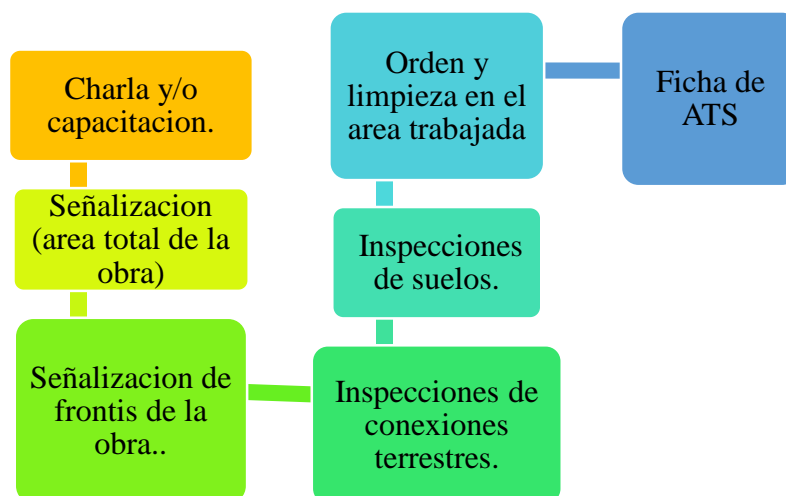 Charla y/o
capacitacion.
Señalizacion
(area total de la
obra)
Señalizacion de
frontis de la
obra..
Inspecciones de
conexiones
terrestres.
Inspecciones
de suelos.
Orden y
limpieza en el
area trabajada
Ficha de
ATS